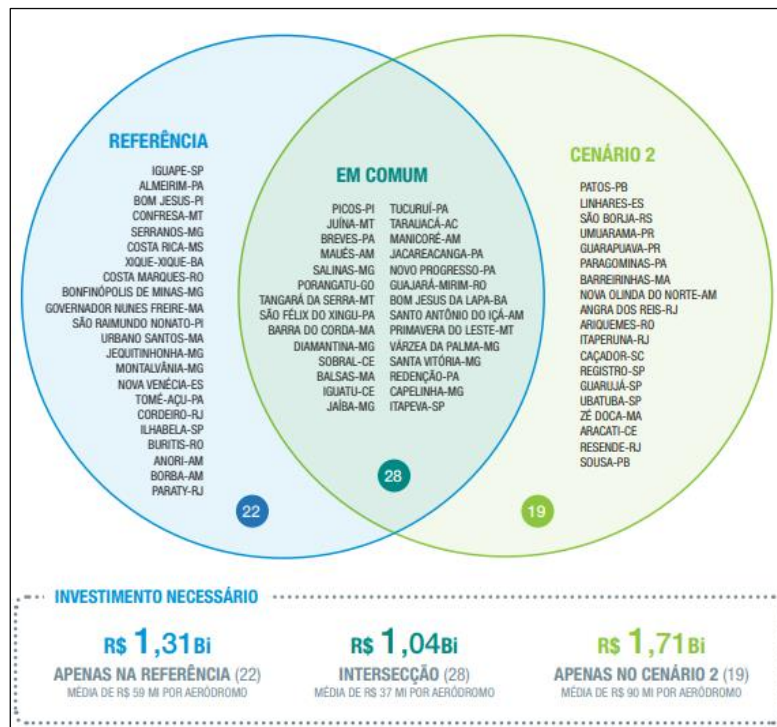 REFERÊNCIA
IGUAPE-SP
ALMEIRIM-PA
BOM JESUS-PI
CONFRESA-MT
SERRANOS-MG
COSTA RICA-MS
XIQUE-XIQUE-BA
COSTA MARQUES-RO
BONFINÓPOLIS DE MINAS-MG
GOVERNADOR NUNES FREIRE-MA
SÃO RAIMUNDO NONATO-PI
URBANO SANTOS-MA
JEQUITINHONHA-MG
MONTALVÂNIA-MG
NOVA VENÉCIA-ES
TOMÉ-AÇU-PA
CORDEIRO-RJ
ILHABELA-SP
BURITIS-RO
ANORI-AM
BORBA-AM
PARATY-RJ
22
EM COMUM
PICOS-PI TUCURUÍ-PA
JUÍNA-MT TARAUACÁ-AC
BREVES-PA MANICORÉ-AM
MAUÉS-AM JACAREACANGA-PA
SALINAS-MG NOVO PROGRESSO-PA
PORANGATU-GO GUAJARÁ-MIRIM-RO
TANGARÁ DA SERRA-MT BOM JESUS DA LAPA-BA
SÃO FÉLIX DO XINGU-PA SANTO ANTÔNIO DO IÇÁ-AM
BARRA DO CORDA-MA PRIMAVERA DO LESTE-MT
DIAMANTINA-MG VÁRZEA DA PALMA-MG
SOBRAL-CE SANTA VITÓRIA-MG
BALSAS-MA REDENÇÃO-PA
IGUATU-CE CAPELINHA-MG
JAÍBA-MG ITAPEVA-SP
28
CENÁRIO 2
PATOS-PB
LINHARES-ES
SÃO BORJA-RS
UMUARAMA-PR
GUARAPUAVA-PR
PARAGOMINAS-PA
BARREIRINHAS-MA
NOVA OLINDA DO NORTE-AM
ANGRA DOS REIS-RJ
ARIQUEMES-RO
ITAPERUNA-RJ
CAÇADOR-SC
REGISTRO-SP
GUARUJÁ-SP
UBATUBA-SP
ZÉ DOCA-MA
ARACATI-CE
RESENDE-RJ
SOUSA-PB
19
INVESTIMENTO NECESSÁRIO
R$ 1,31 Bi
APENAS NA REFERÊNCIA (22)
MÉDIA DE R$ 59 MI POR AERÓDROMO
R$ 1,04 Bi
INTERSECÇÃO (28)
MÉDIA DE R$ 37 MI POR AERÓDROMO
R$ 1,71 Bi
APENAS NO CENÁRIO 2 (19)
MÉDIA DE R$ 90 MI POR AERÓDROMO